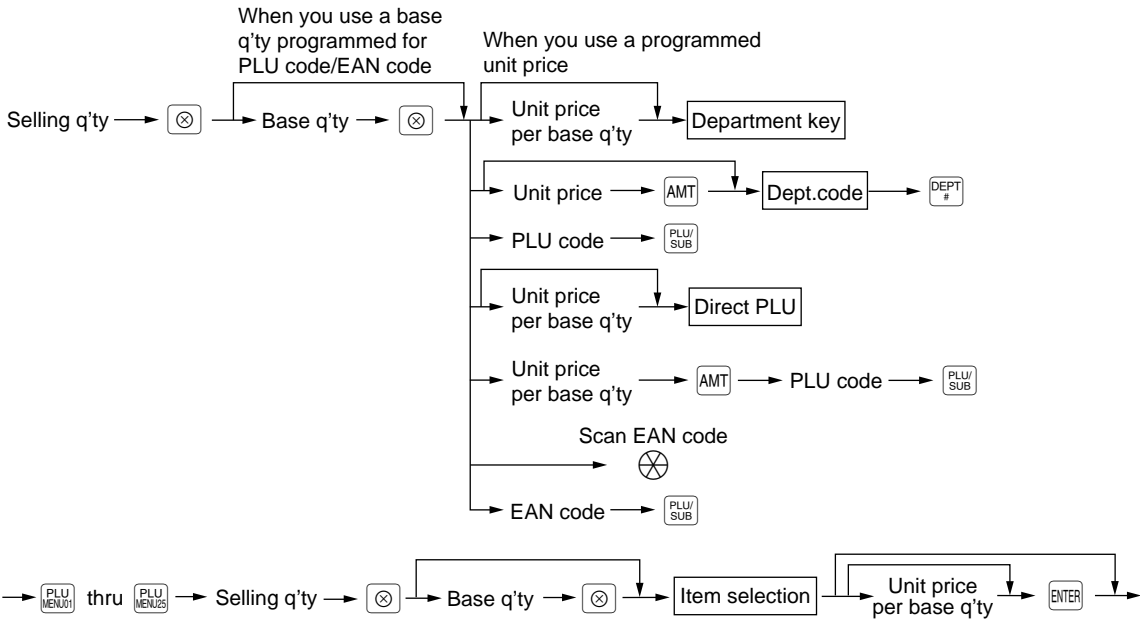 When you use a base
q'ty programmed for
PLU code/EAN code
When you use a programmed
unit price
Selling q'ty
⊗
Base q'ty
⊗
Unit price
per base q'ty
Department key
Unit price
AMT
Dept.code
DEPT
#
PLU code
PLU/
SUB
Unit price
per base q'ty
Direct PLU
Unit price
per base q'ty
AMT
PLU code
PLU/
SUB
Scan EAN code
EAN code
PLU/
SUB
PLU
MENU01
thru
PLU
MENU25
Selling q'ty
⊗
Base q'ty
⊗
Item selection
Unit price
per base q'ty
ENTER